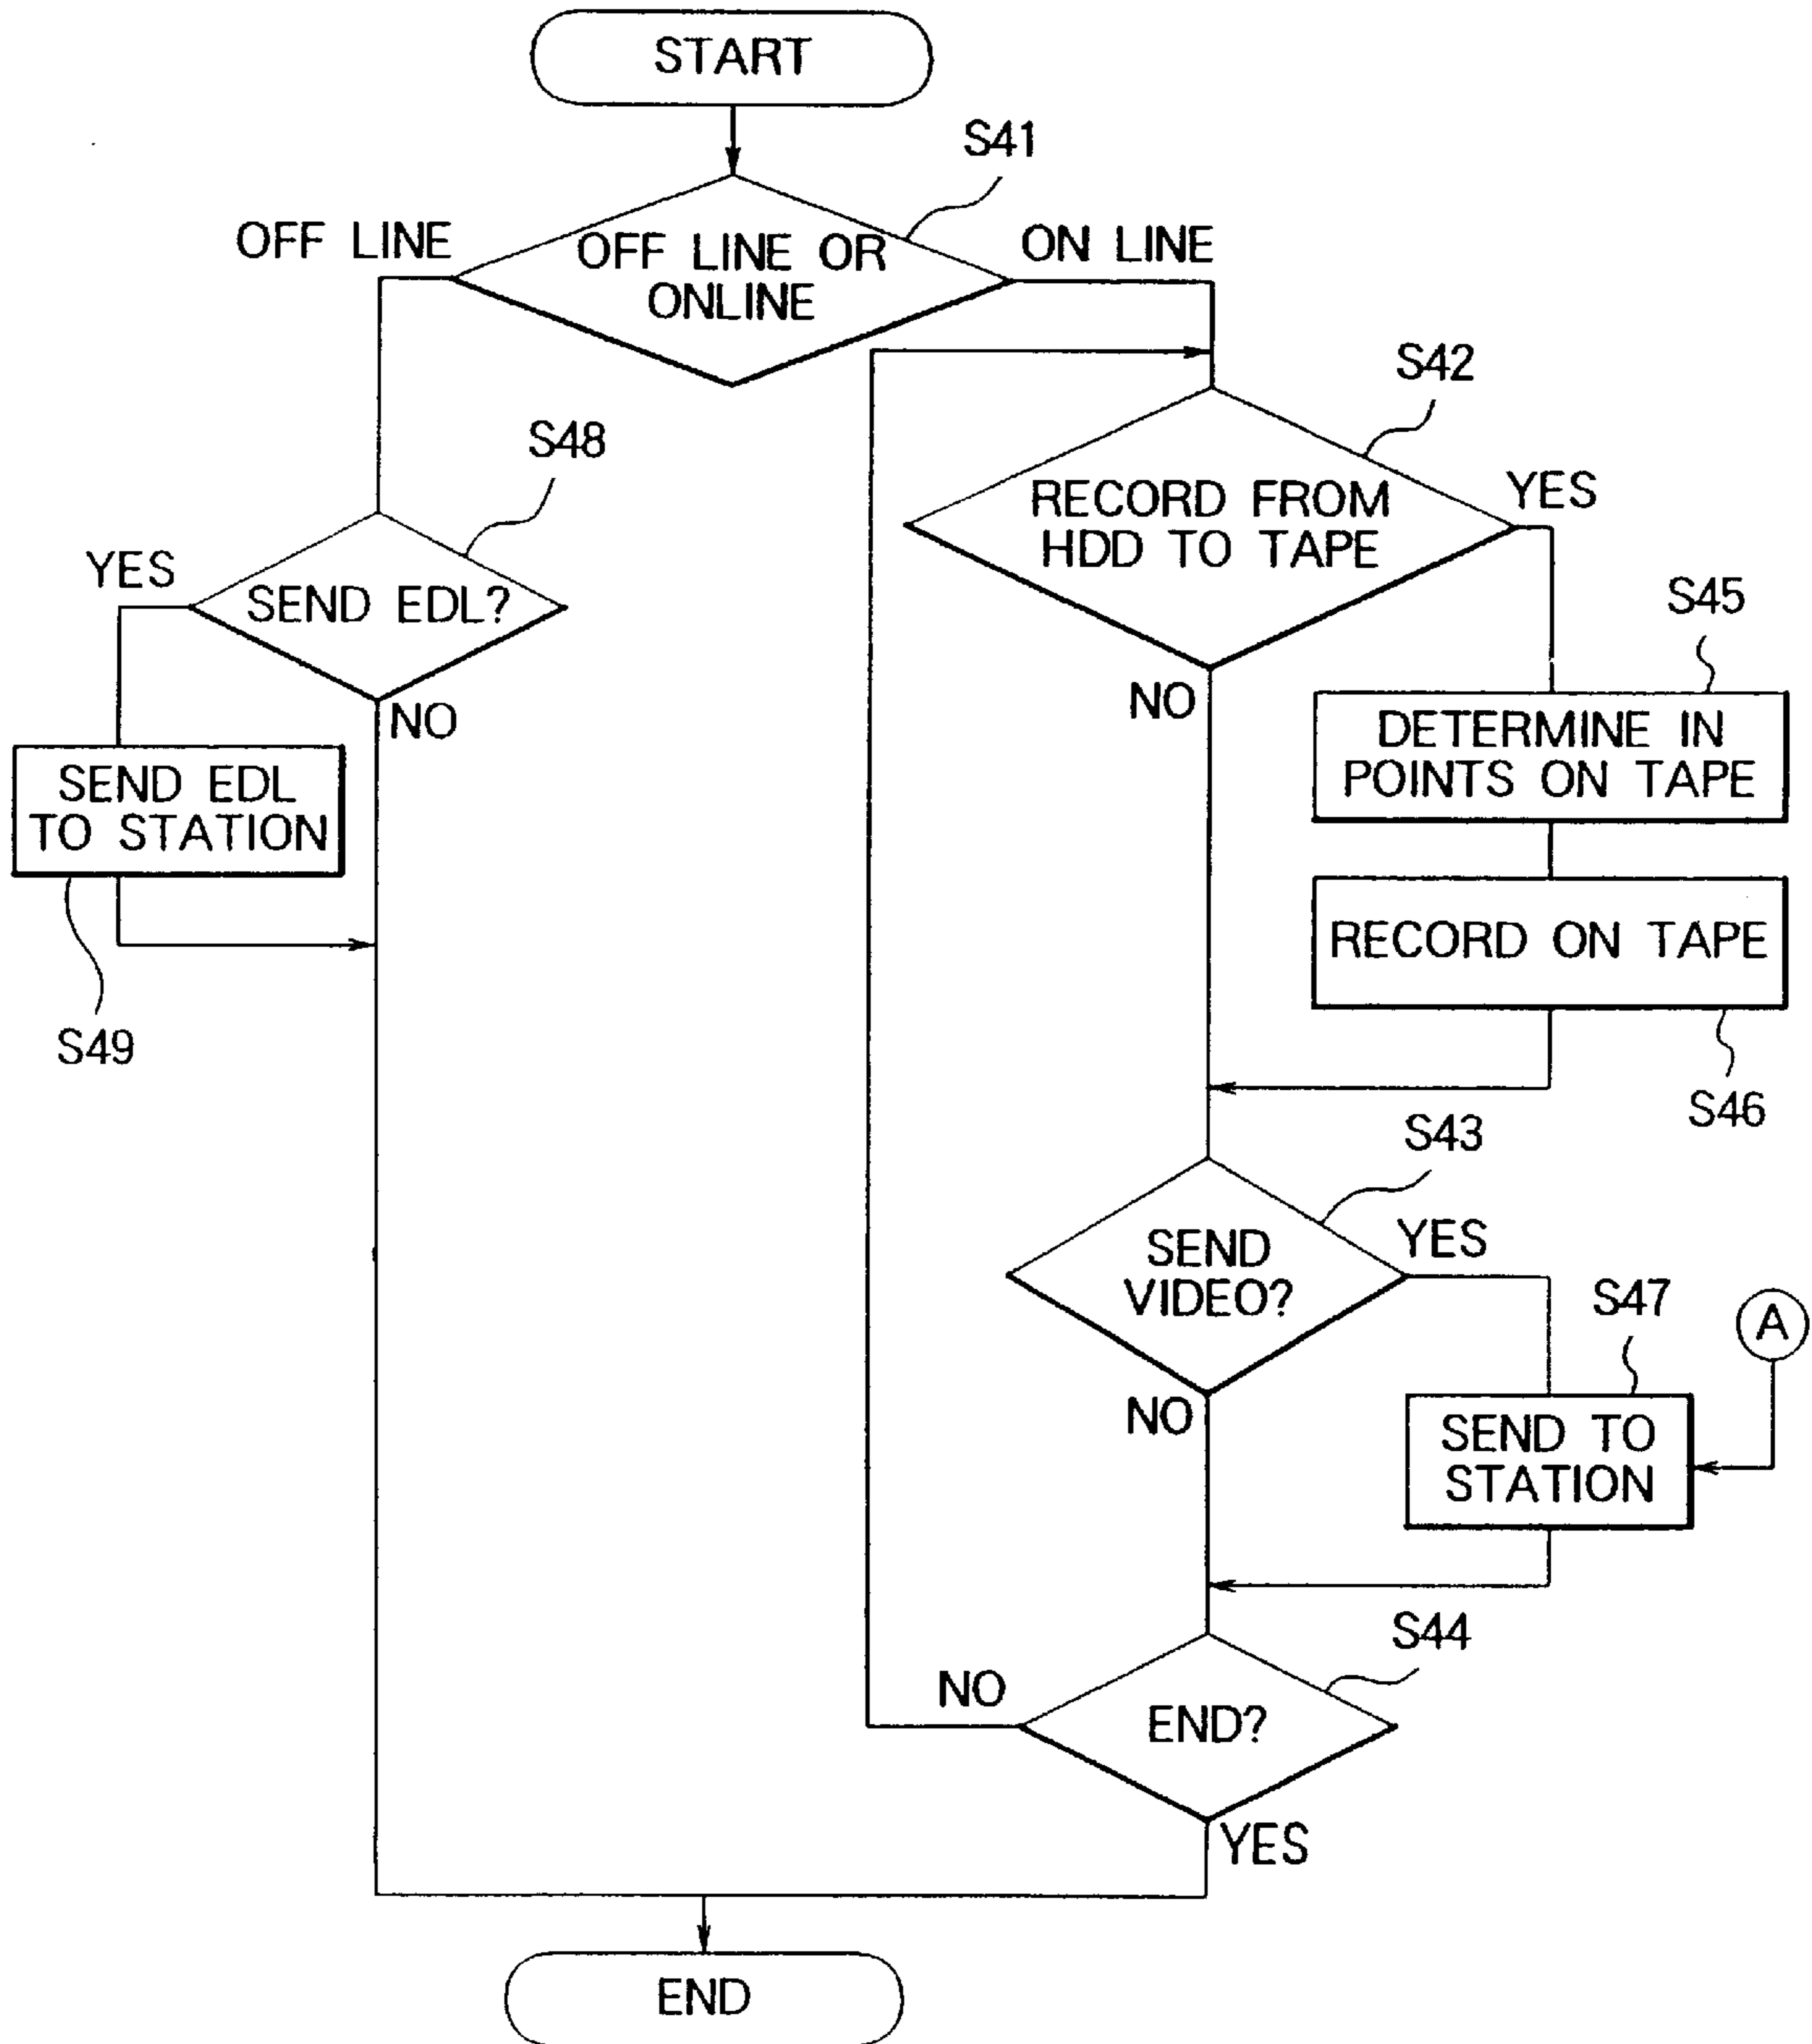 START
S41
OFF LINE
OFF LINE OR
ONLINE
ON LINE
S42
S48
RECORD FROM
HDD TO TAPE
YES
YES
SEND EDL?
S45
NO
NO
DETERMINE IN
POINTS ON TAPE
SEND EDL
TO STATION
RECORD ON TAPE
S49
S46
S43
SEND
VIDEO?
YES
S47
A
NO
SEND TO
STATION
S44
NO
END?
YES
END